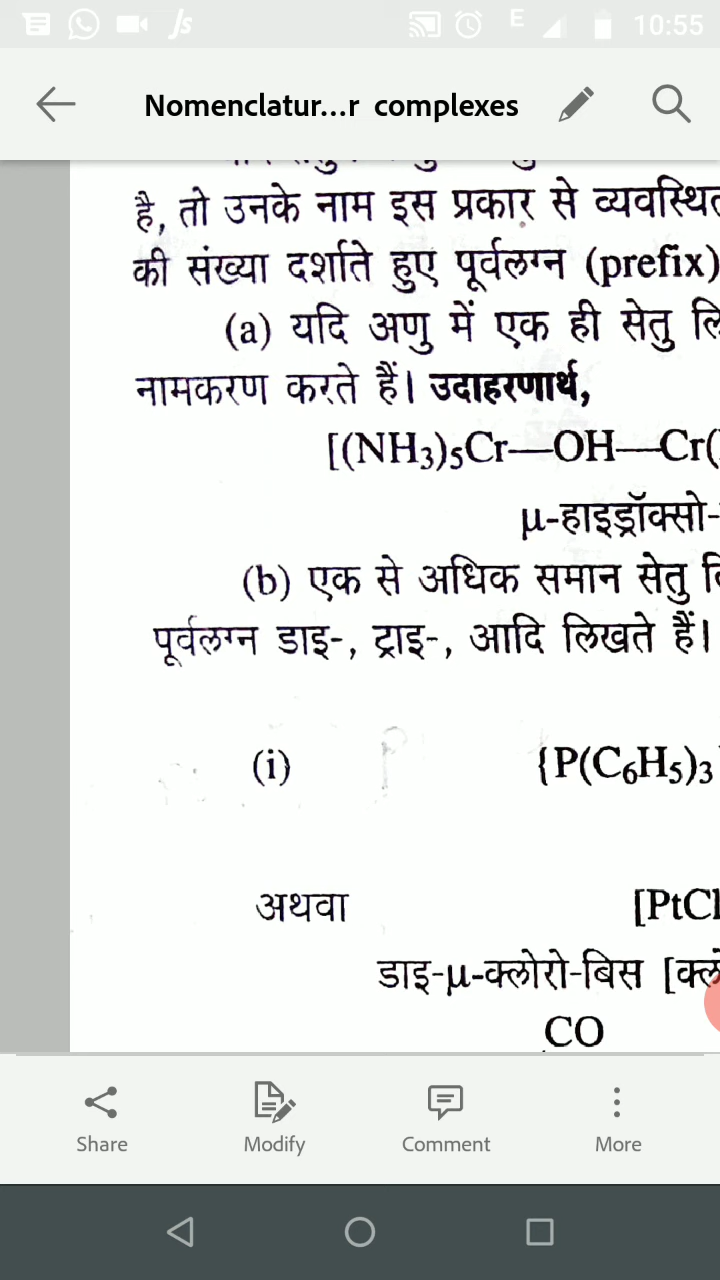 E 10:55
Nomenclatur...r complexes
है, तो उनके नाम इस प्रकार से
की संख्या दर्शाते हुए पूर्वलग्न (prefix)
(a) यदि अणु में एक ही सेतु
नामकरण करते हैं। उदाहरणार्थ,
[(NH₃)₅Cr—OH—Cr(
μ-हाइड्रॉक्सो-
(b) एक से अधिक समान सेतु
पूर्वलग्न डाइ-, ट्राइ-, आदि लिखते हैं।
(i) {P(C₆H₅)₃
अथवा [PtCl
डाइ-μ-क्लोरो-बिस
CO
Share Modify Comment More